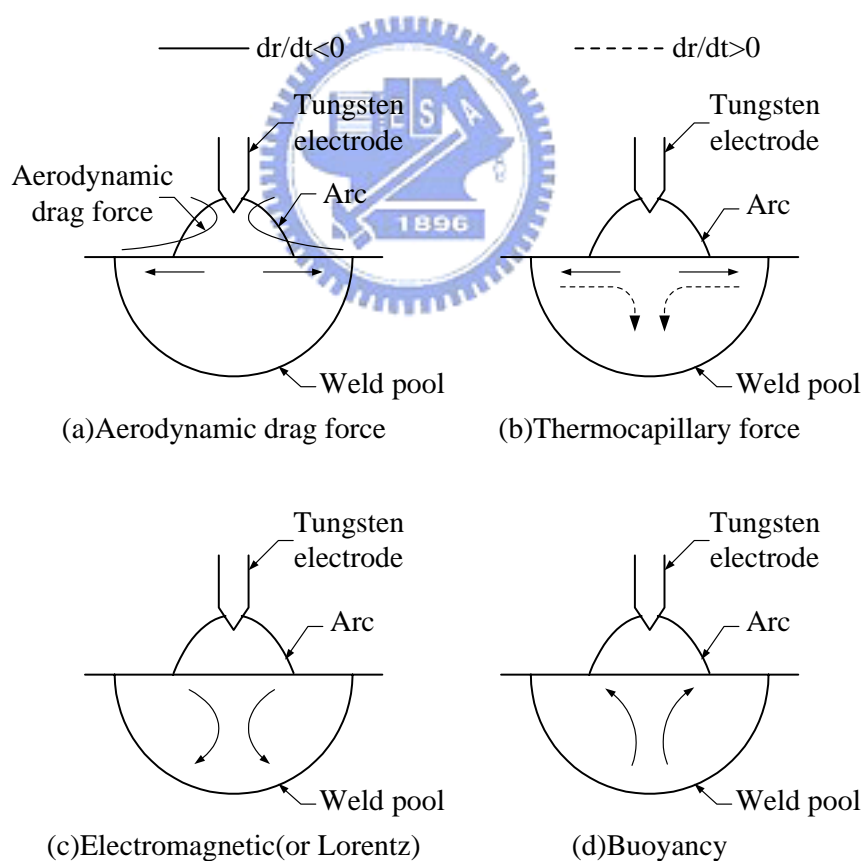 dr/dt<0
dr/dt>0
Tungsten
electrode
Aerodynamic
drag force
Arc
Weld pool
(a)Aerodynamic drag force
Tungsten
electrode
Arc
Weld pool
(b)Thermocapillary force
ESA
1896
Tungsten
electrode
Arc
Weld pool
(c)Electromagnetic(or Lorentz)
Tungsten
electrode
Arc
Weld pool
(d)Buoyancy